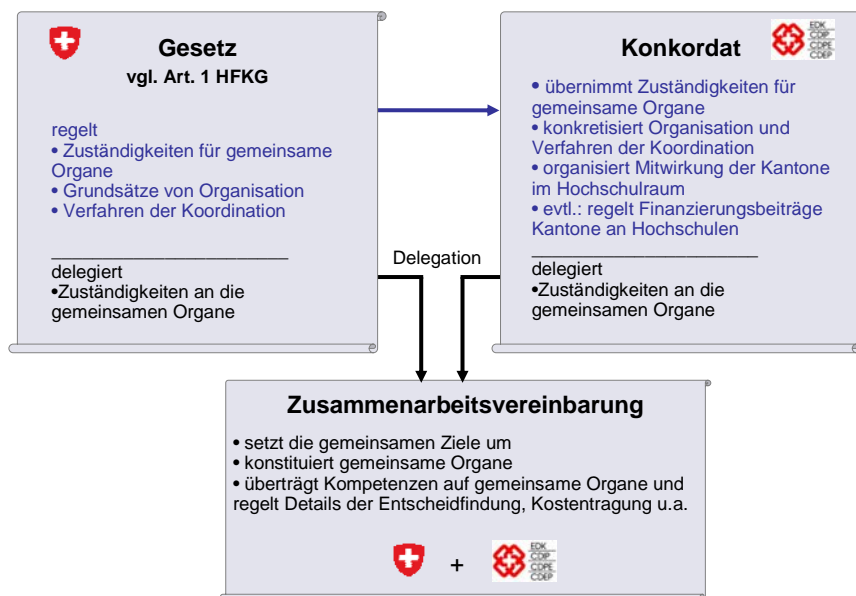 Gesetz
vgl. Art. 1 HFKG
regelt
• Zuständigkeiten für gemeinsame
Organe
• Grundsätze von Organisation
• Verfahren der Koordination
delegiert
•Zuständigkeiten an die
gemeinsamen Organe
Konkordat
EDK
CDIP
CDPE
CDEP
• übernimmt Zuständigkeiten für
gemeinsame Organe
• konkretisiert Organisation und
Verfahren der Koordination
• organisiert Mitwirkung der Kantone
im Hochschulraum
• evtl.: regelt Finanzierungsbeiträge
Kantone an Hochschulen
delegiert
•Zuständigkeiten an die
gemeinsamen Organe
Delegation
Zusammenarbeitsvereinbarung
• setzt die gemeinsamen Ziele um
• konstituiert gemeinsame Organe
• überträgt Kompetenzen auf gemeinsame Organe und
regelt Details der Entscheidfindung, Kostentragung u.a.
+
EDK
CDIP
CDPE
CDEP